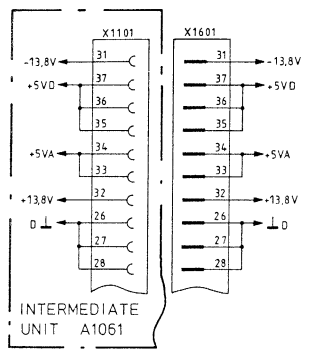 X1101 X1601
-13,8V 31 31 -13,8V
+5VD 37 37 +5VD
36 36
35 35
+5VA 34 34 +5VA
33 33
+13,8V 32 32 +13,8V
D 26 26 D
27 27
28 28
INTERMEDIATE
UNIT A1061